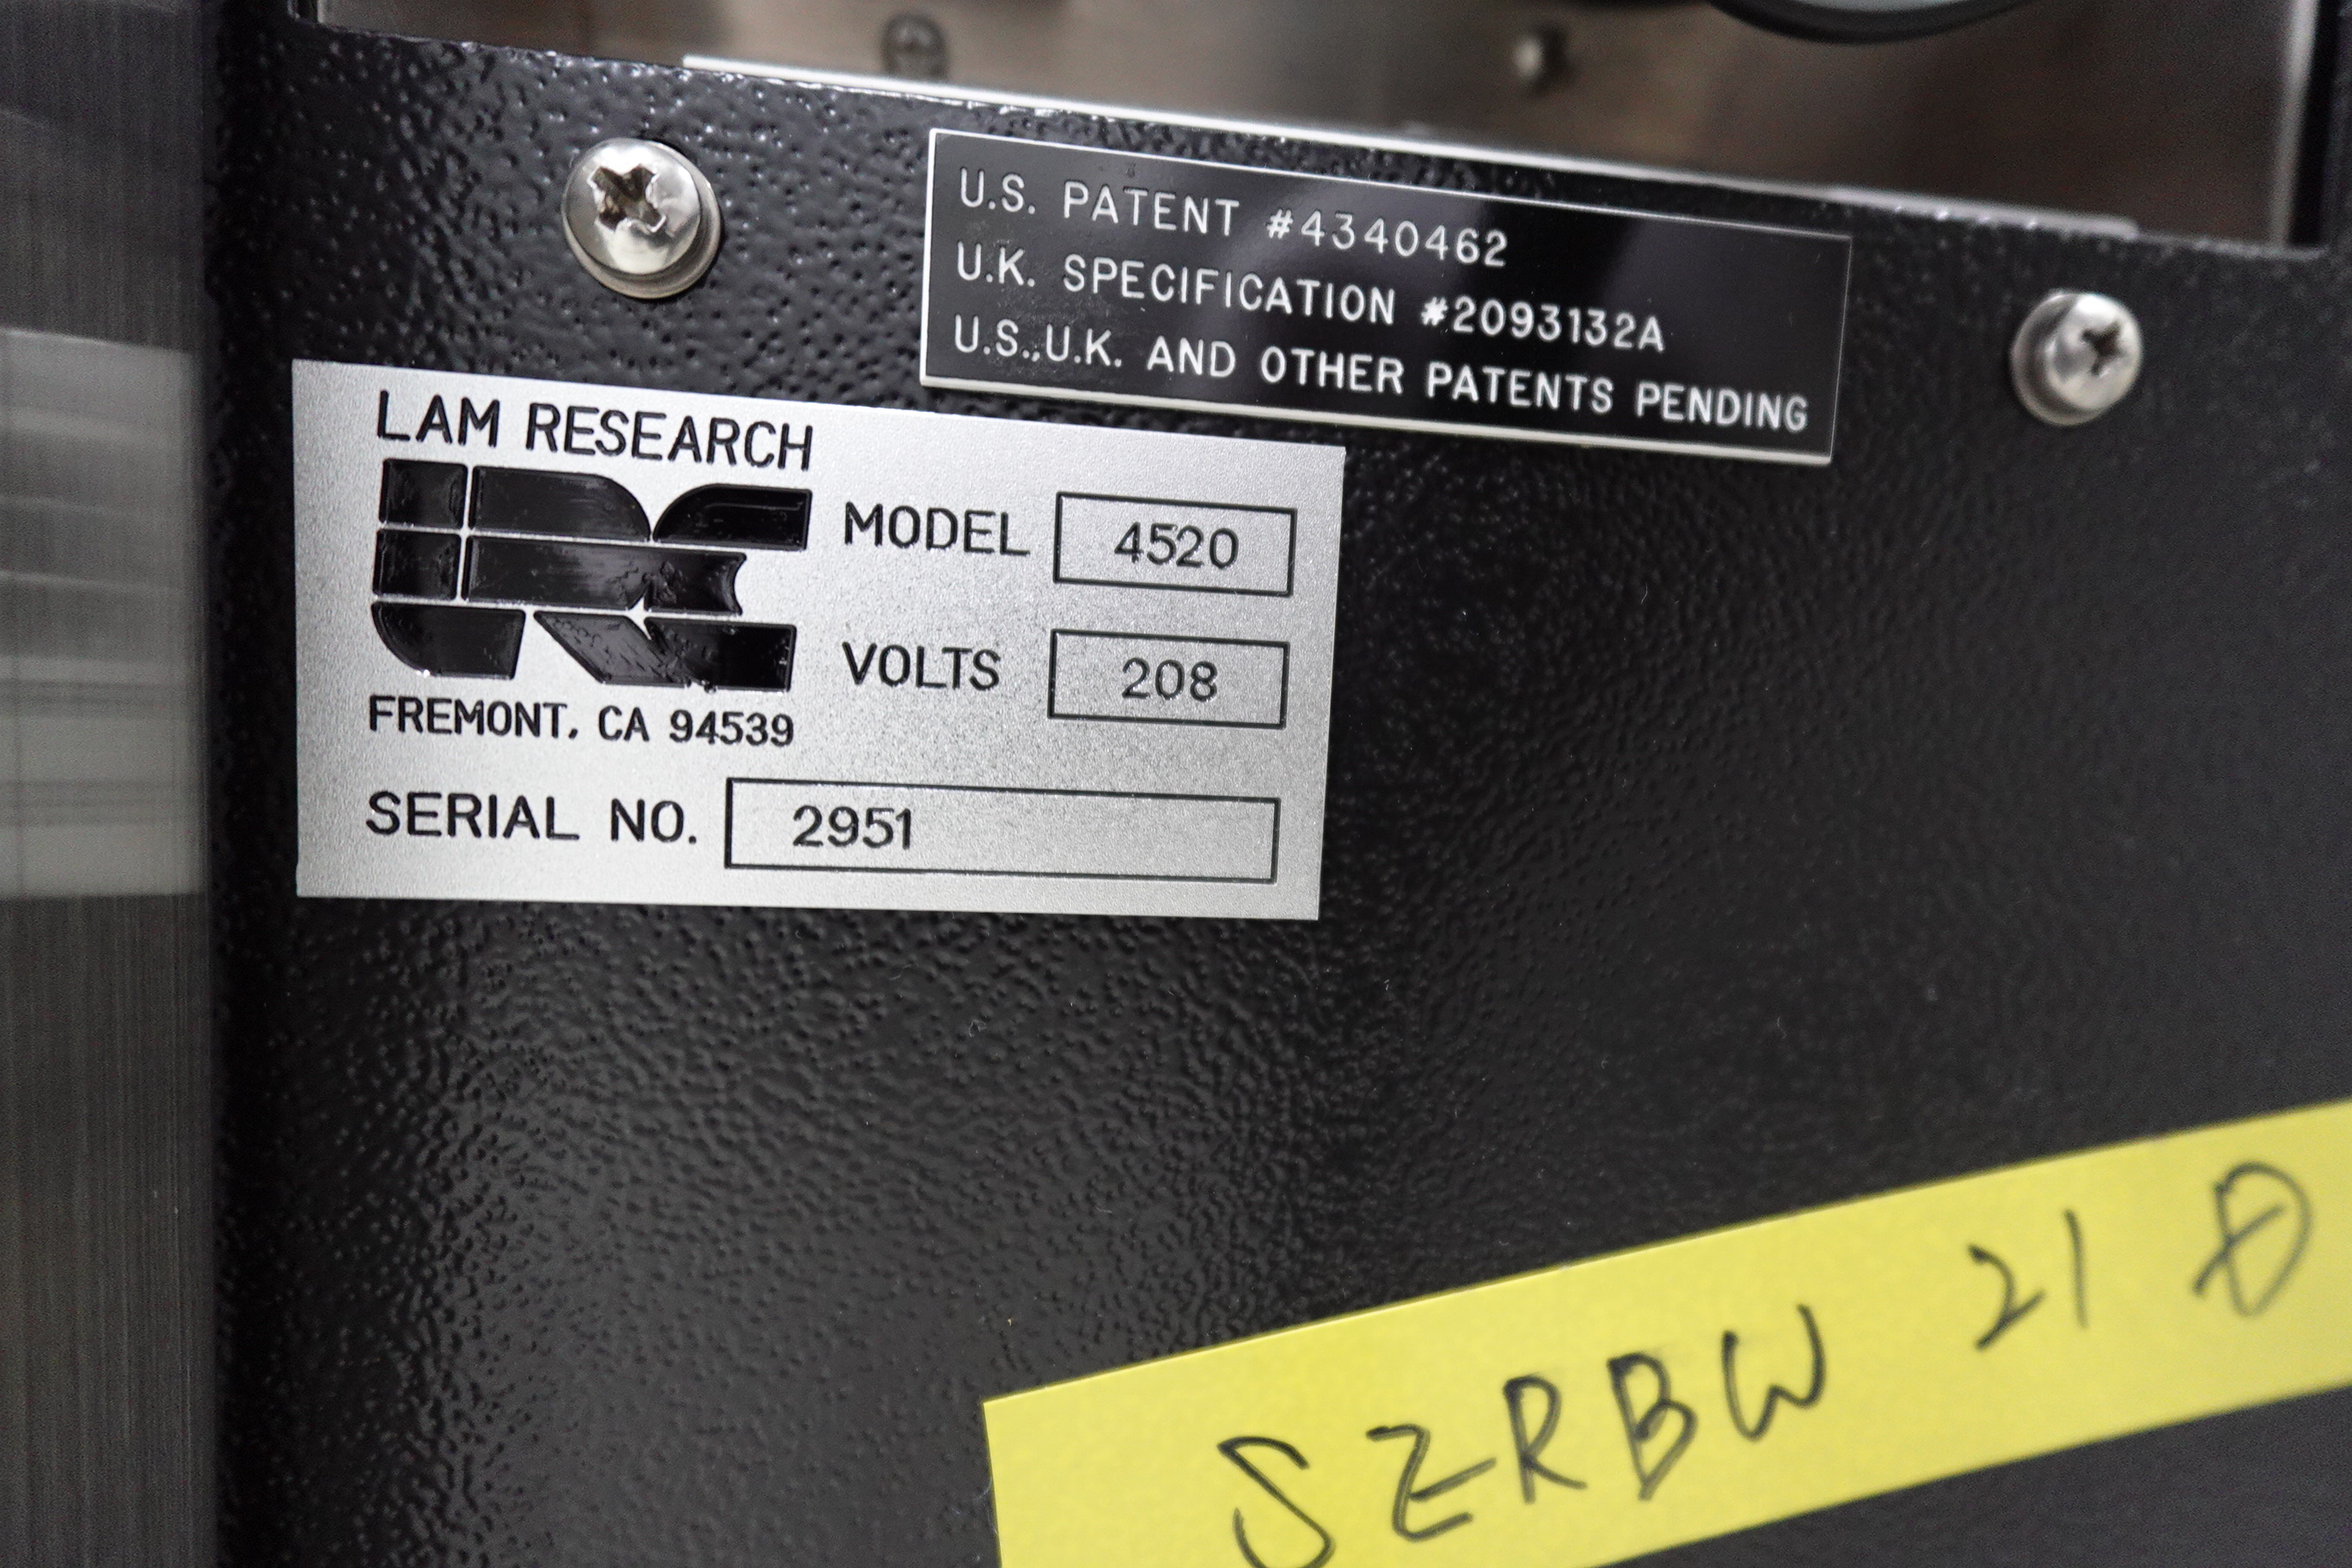 U.S. PATENT #4340462
U.K. SPECIFICATION #2093132A
U.S.,U.K. AND OTHER PATENTS PENDING
LAM RESEARCH
MODEL 4520
VOLTS 208
FREMONT, CA 94539
SERIAL NO. 2951
SZRBW 21